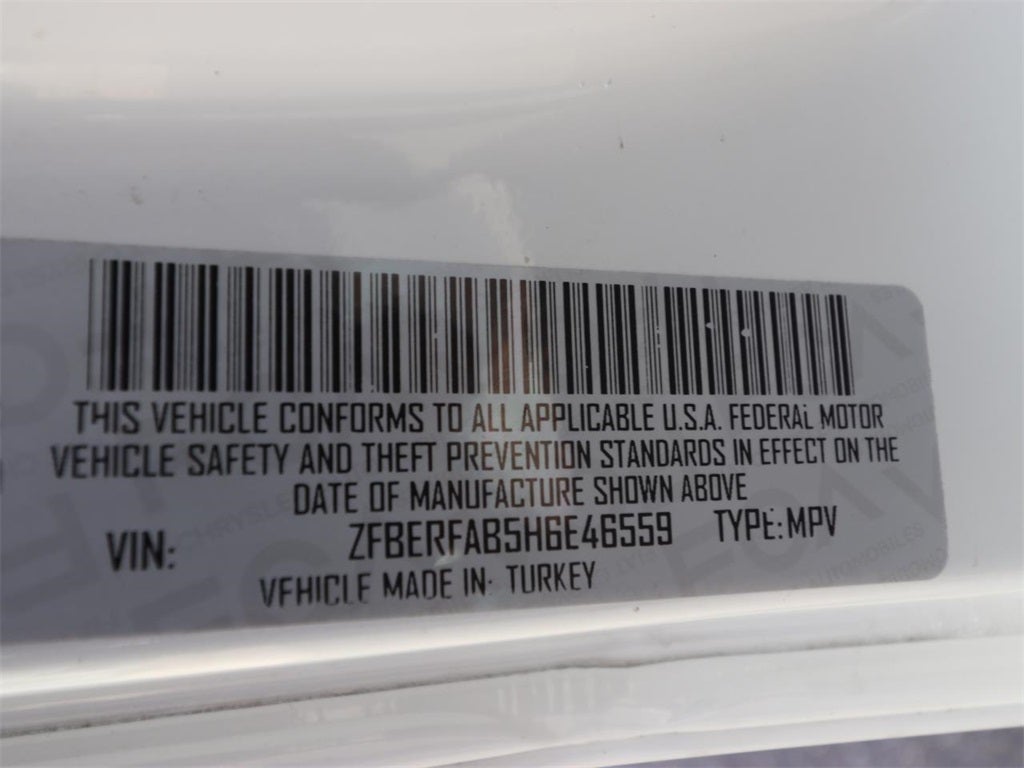 THIS VEHICLE CONFORMS TO ALL APPLICABLE U.S.A. FEDERAL MOTOR
VEHICLE SAFETY AND THEFT PREVENTION STANDARDS IN EFFECT ON THE
DATE OF MANUFACTURE SHOWN ABOVE
VIN: ZFBERFAB5H6E46559 TYPE: MPV
VEHICLE MADE IN: TURKEY